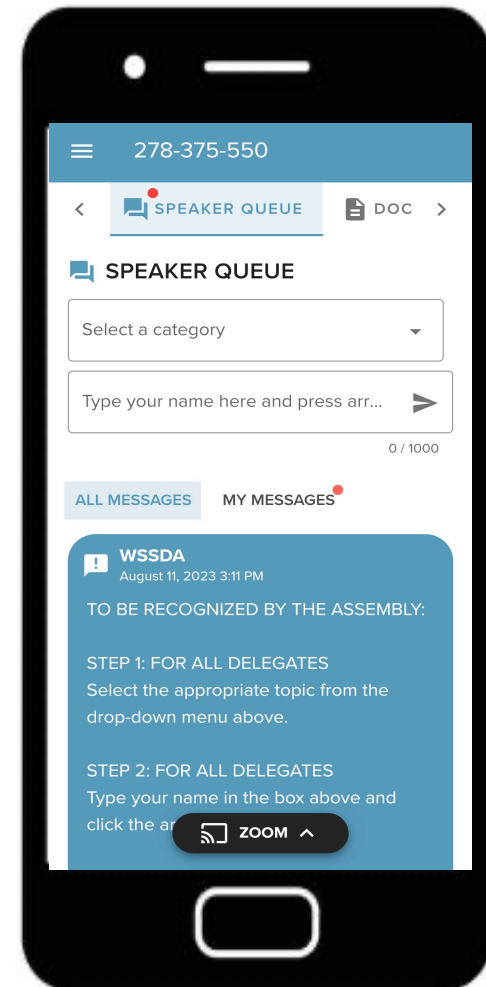 278-375-550
SPEAKER QUEUE
DOC
SPEAKER QUEUE
Select a category
Type your name here and press arr...
0 / 1000
ALL MESSAGES
MY MESSAGES
WSSDA
August 11, 2023 3:11 PM
TO BE RECOGNIZED BY THE ASSEMBLY:
STEP 1: FOR ALL DELEGATES
Select the appropriate topic from the
drop-down menu above.
STEP 2: FOR ALL DELEGATES
Type your name in the box above and
click the
ZOOM